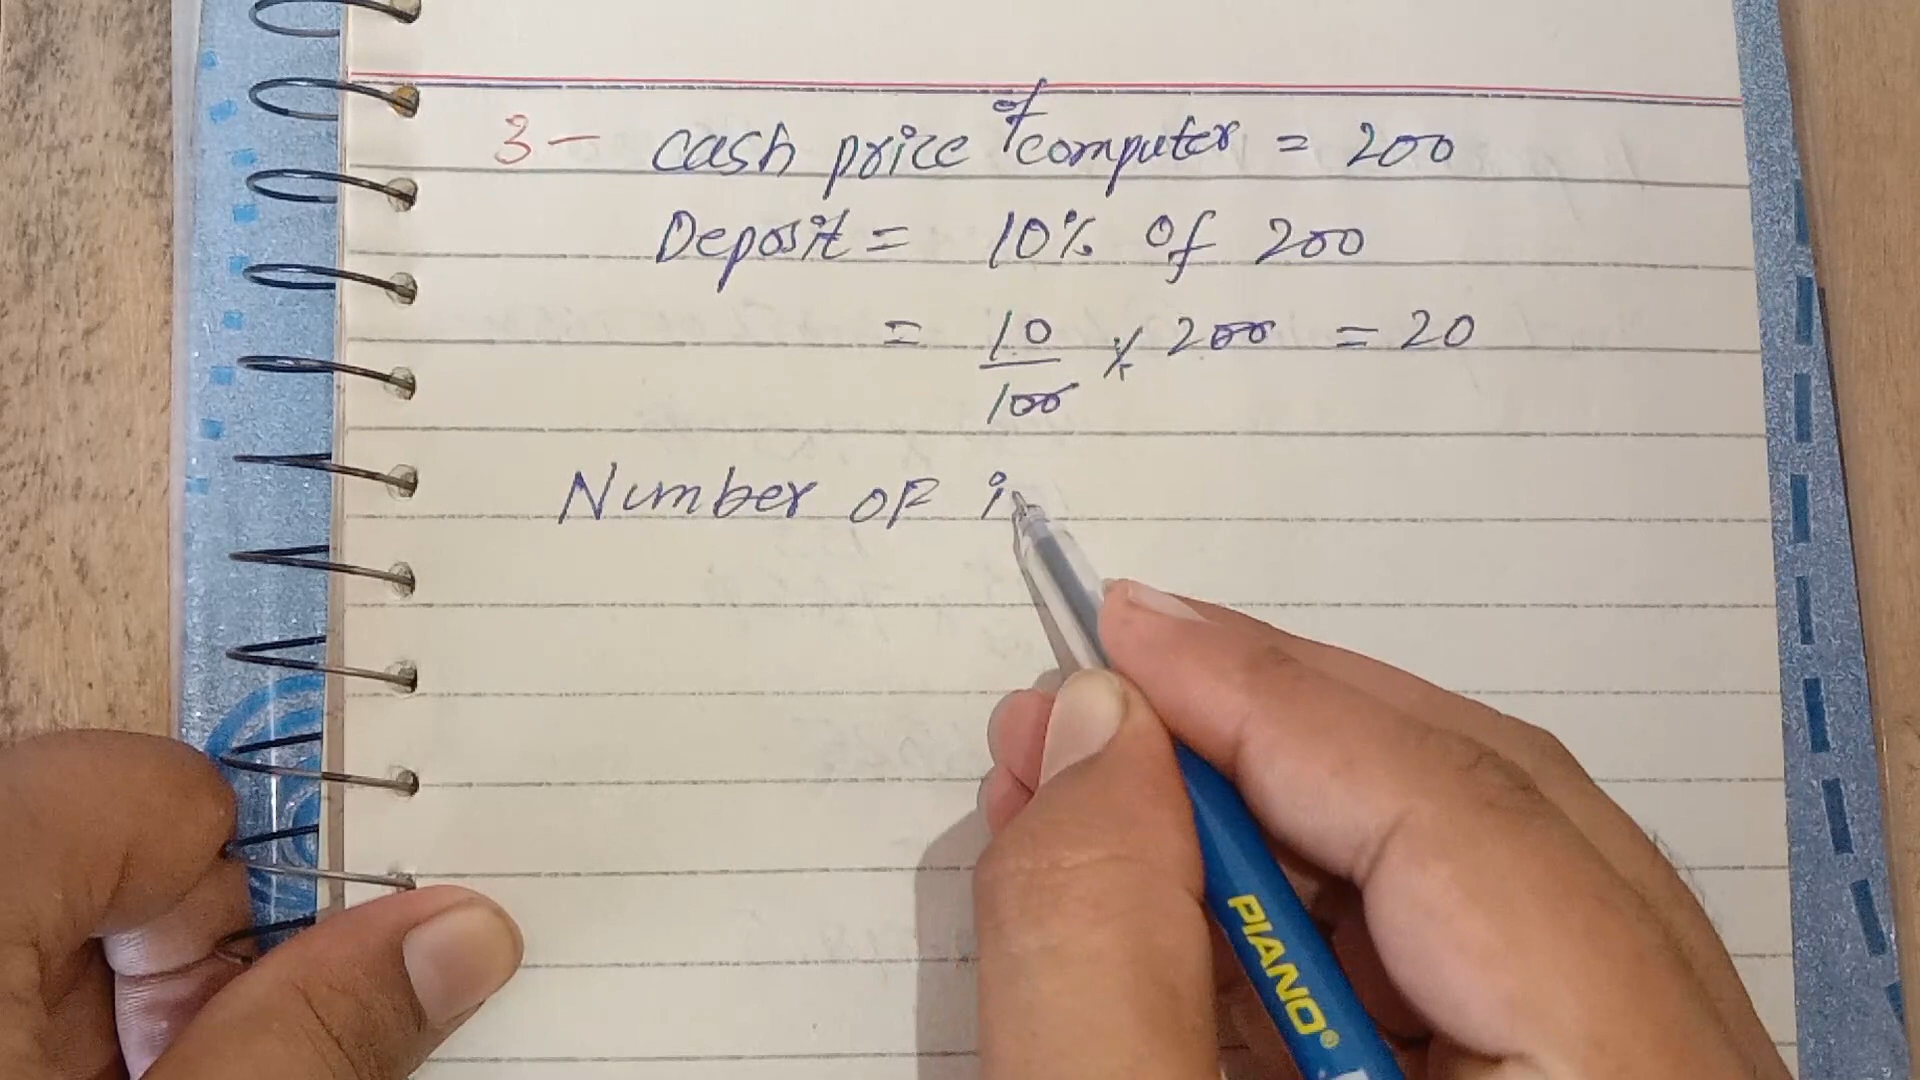 3- cash price of computer = 200
Deposit = 10% of 200
= 10/100 × 200 = 20
Number of i
PIANO®